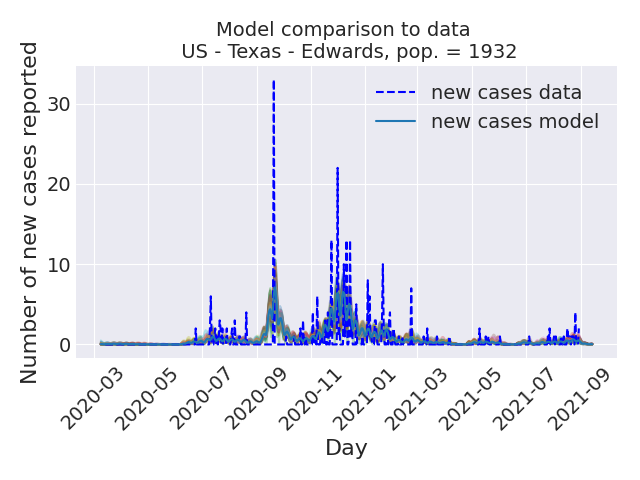 Model comparison to data
US - Texas - Edwards, pop. = 1932
Number of new cases reported
30
20
10
0
new cases data
new cases model
2020-03
2020-05
2020-07
2020-09
2020-11
2021-01
2021-03
2021-05
2021-07
2021-09
Day